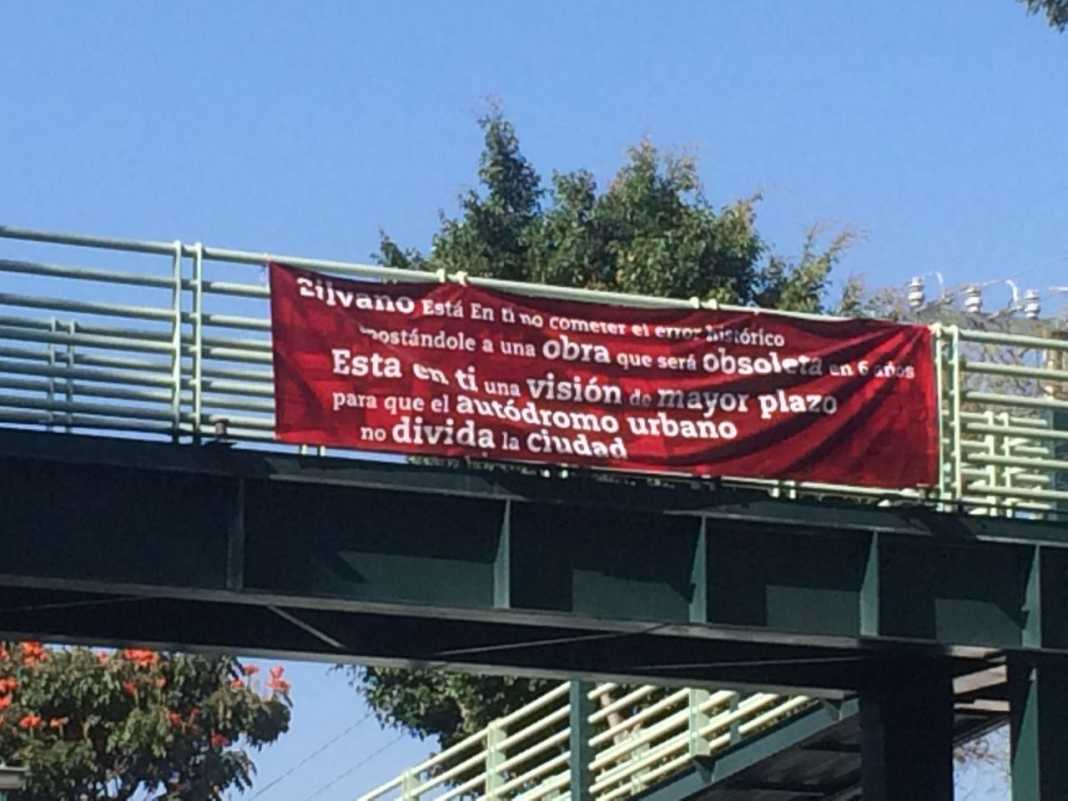 Silvano Está En ti no cometer el error histórico
apostándole a una obra que será obsoleta en 6 años
Esta en ti una visión de mayor plazo
para que el autódromo urbano
no divida la ciudad